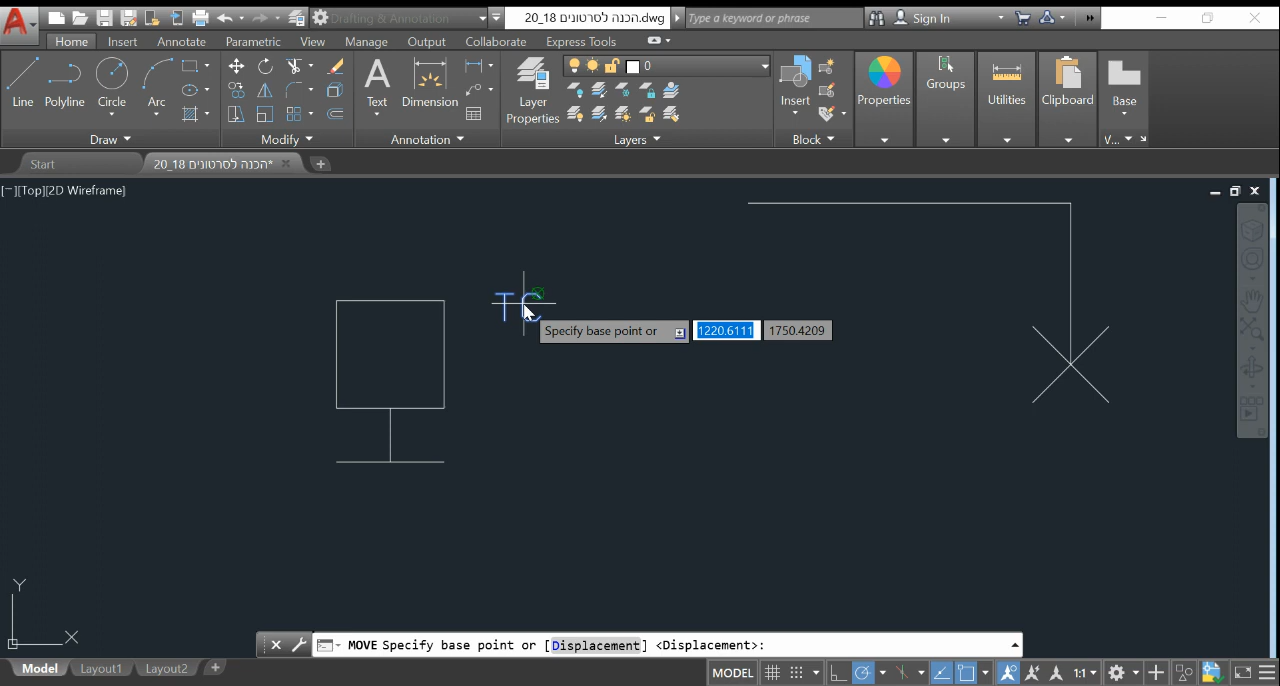 Drafting & Annotation
הכנה לסרטונים 20_18.dwg
Type a keyword or phrase
Sign In
Home Insert Annotate Parametric View Manage Output Collaborate Express Tools
0
Line Polyline Circle Arc
Text Dimension
Layer
Properties
Insert
Properties
Groups
Utilities
Clipboard
Base
Draw Modify Annotation Layers Block V...
Start
הכנה לסרטונים 20_18*
[−][Top][2D Wireframe]
TC
Specify base point or 1220.6111 1750.4209
Y
X
MOVE Specify base point or [Displacement] <Displacement>:
Model Layout1 Layout2
MODEL 1:1